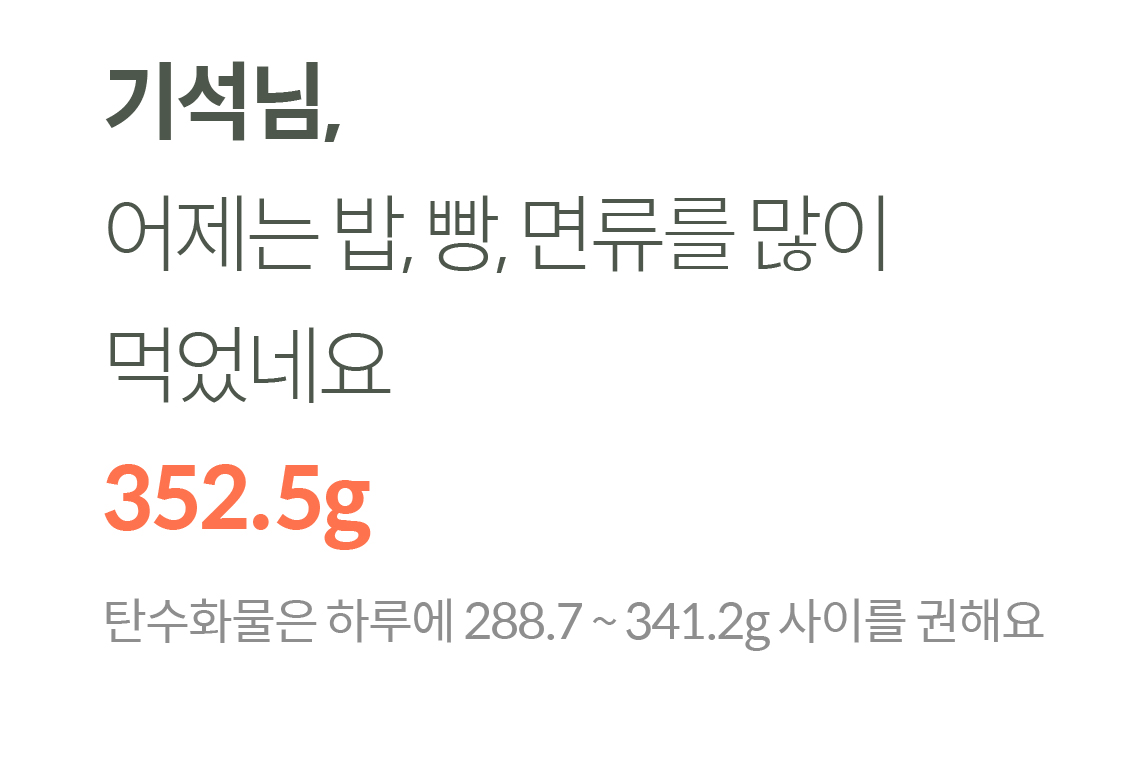 기석님,
어제는 밥, 빵, 면류를 많이
먹었네요
352.5g
탄수화물은 하루에 288.7 ~ 341.2g 사이를 권해요